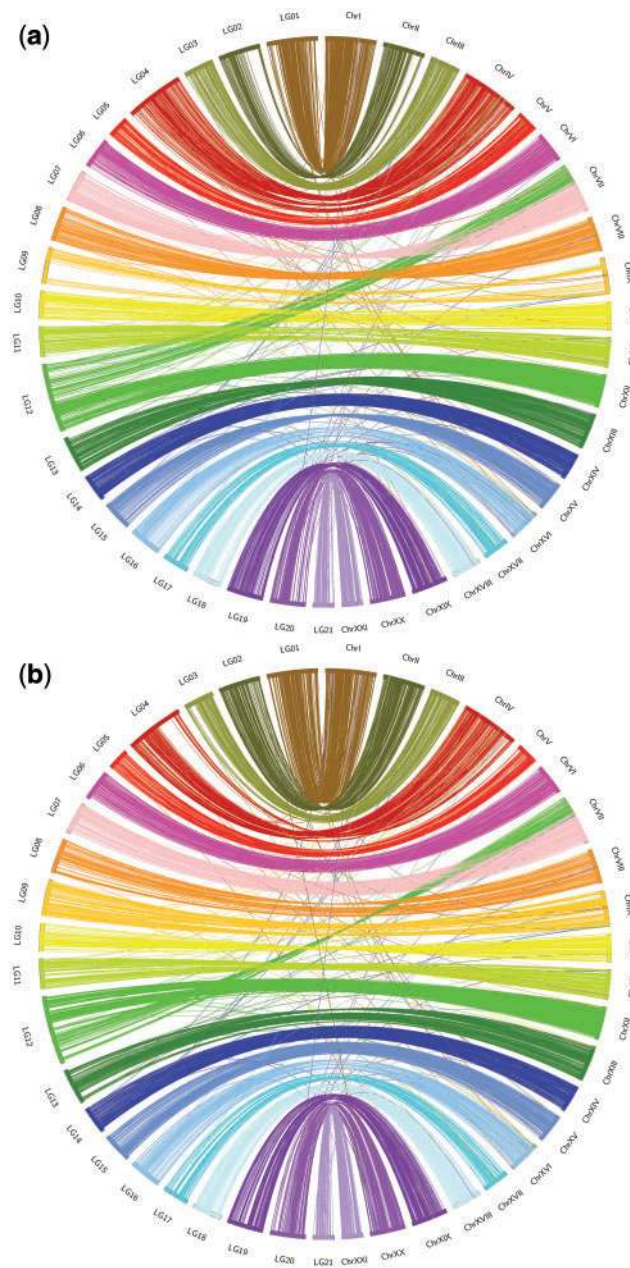 (a)
LG01
ChrI
LG02
ChrII
LG03
ChrIII
LG04
ChrIV
LG05
ChrV
LG06
ChrVI
LG07
ChrVII
LG08
ChrVIII
LG09
LG10
LG11
LG12
ChrXII
LG13
ChrXIII
LG14
ChrXIV
LG15
ChrXV
LG16
ChrXVI
LG17
ChrXVII
LG18
ChrXVIII
LG19
ChrXIX
LG20
ChrXX
LG21
ChrXXI
(b)
LG01
ChrI
LG02
ChrII
LG03
ChrIII
LG04
ChrIV
LG05
ChrV
LG06
ChrVI
LG07
ChrVII
LG08
ChrVIII
LG09
LG10
LG11
LG12
ChrXII
LG13
ChrXIII
LG14
ChrXIV
LG15
ChrXV
LG16
ChrXVI
LG17
ChrXVII
LG18
ChrXVIII
LG19
ChrXIX
LG20
ChrXX
LG21
ChrXXI